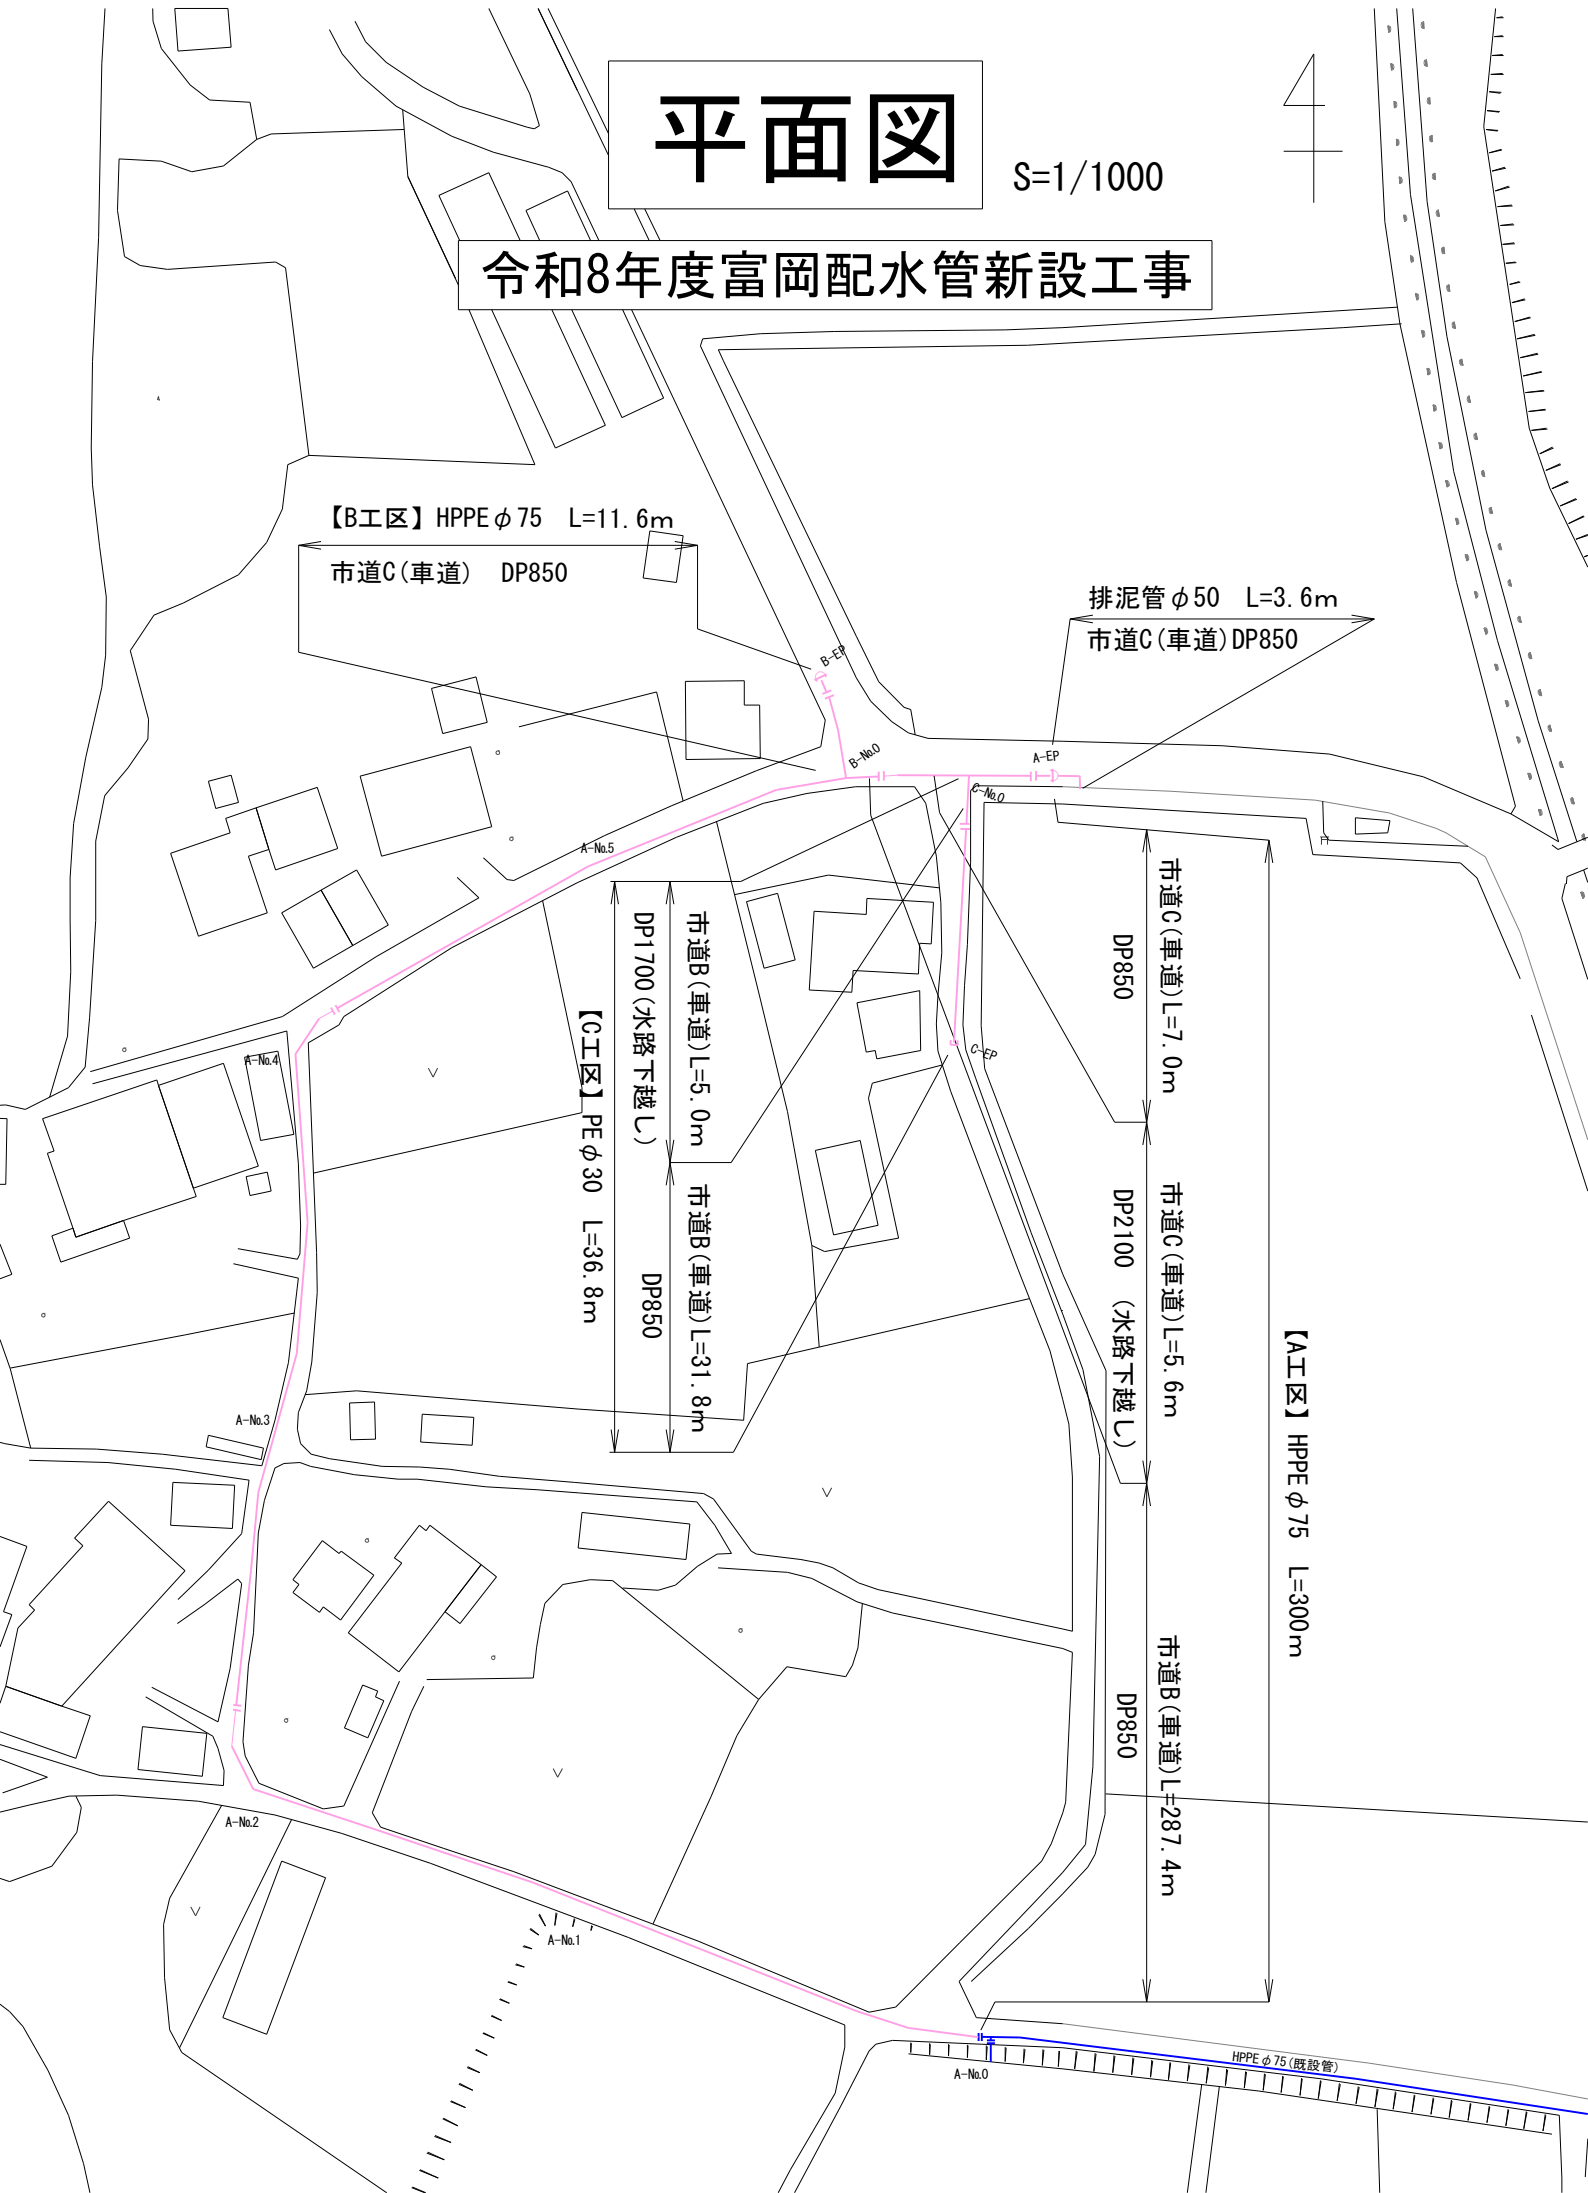 平面図
S=1/1000
令和8年度富岡配水管新設工事
【B工区】HPPEφ75 L=11.6m
市道C(車道) DP850
排泥管φ50 L=3.6m
市道C(車道)DP850
B-EP
B-No.0
A-EP
C-No.0
A-No.5
市道C(車道)L=7.0m
DP850
市道B(車道)L=5.0m
DP1700(水路下越し)
【C工区】PEφ30 L=36.8m
C-EP
A-No.4
市道C(車道)L=5.6m
DP2100 (水路下越し)
市道B(車道)L=31.8m
DP850
【A工区】HPPEφ75 L=300m
A-No.3
市道B(車道)L=287.4m
DP850
A-No.2
A-No.1
HPPEφ75(既設管)
A-No.0